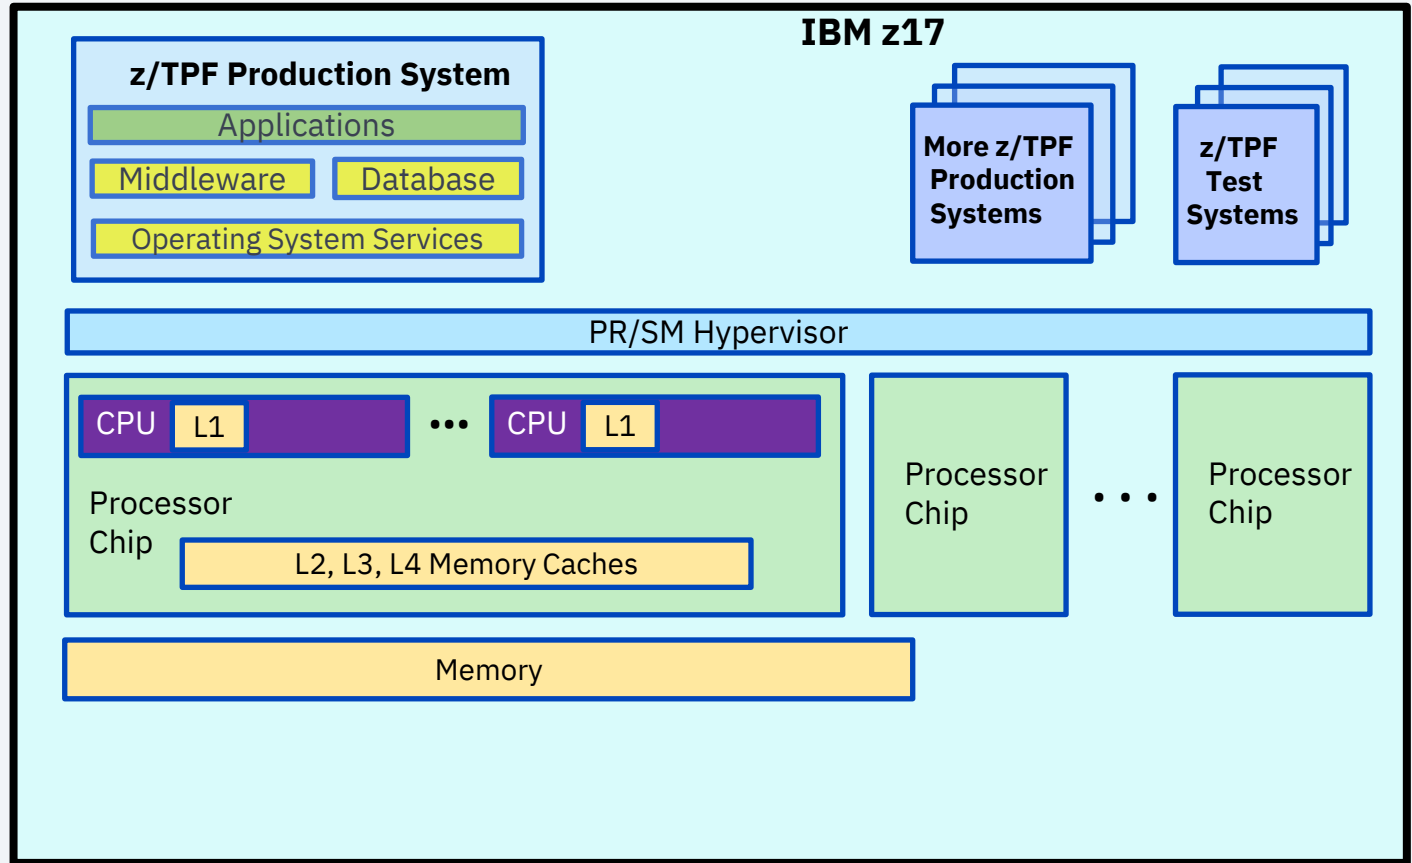 IBM z17
z/TPF Production System
Applications
Middleware
Database
Operating System Services
More z/TPF
Production
Systems
z/TPF
Test
Systems
PR/SM Hypervisor
CPU
L1
...
CPU
L1
Processor
Chip
L2, L3, L4 Memory Caches
Processor
Chip
. . .
Processor
Chip
Memory